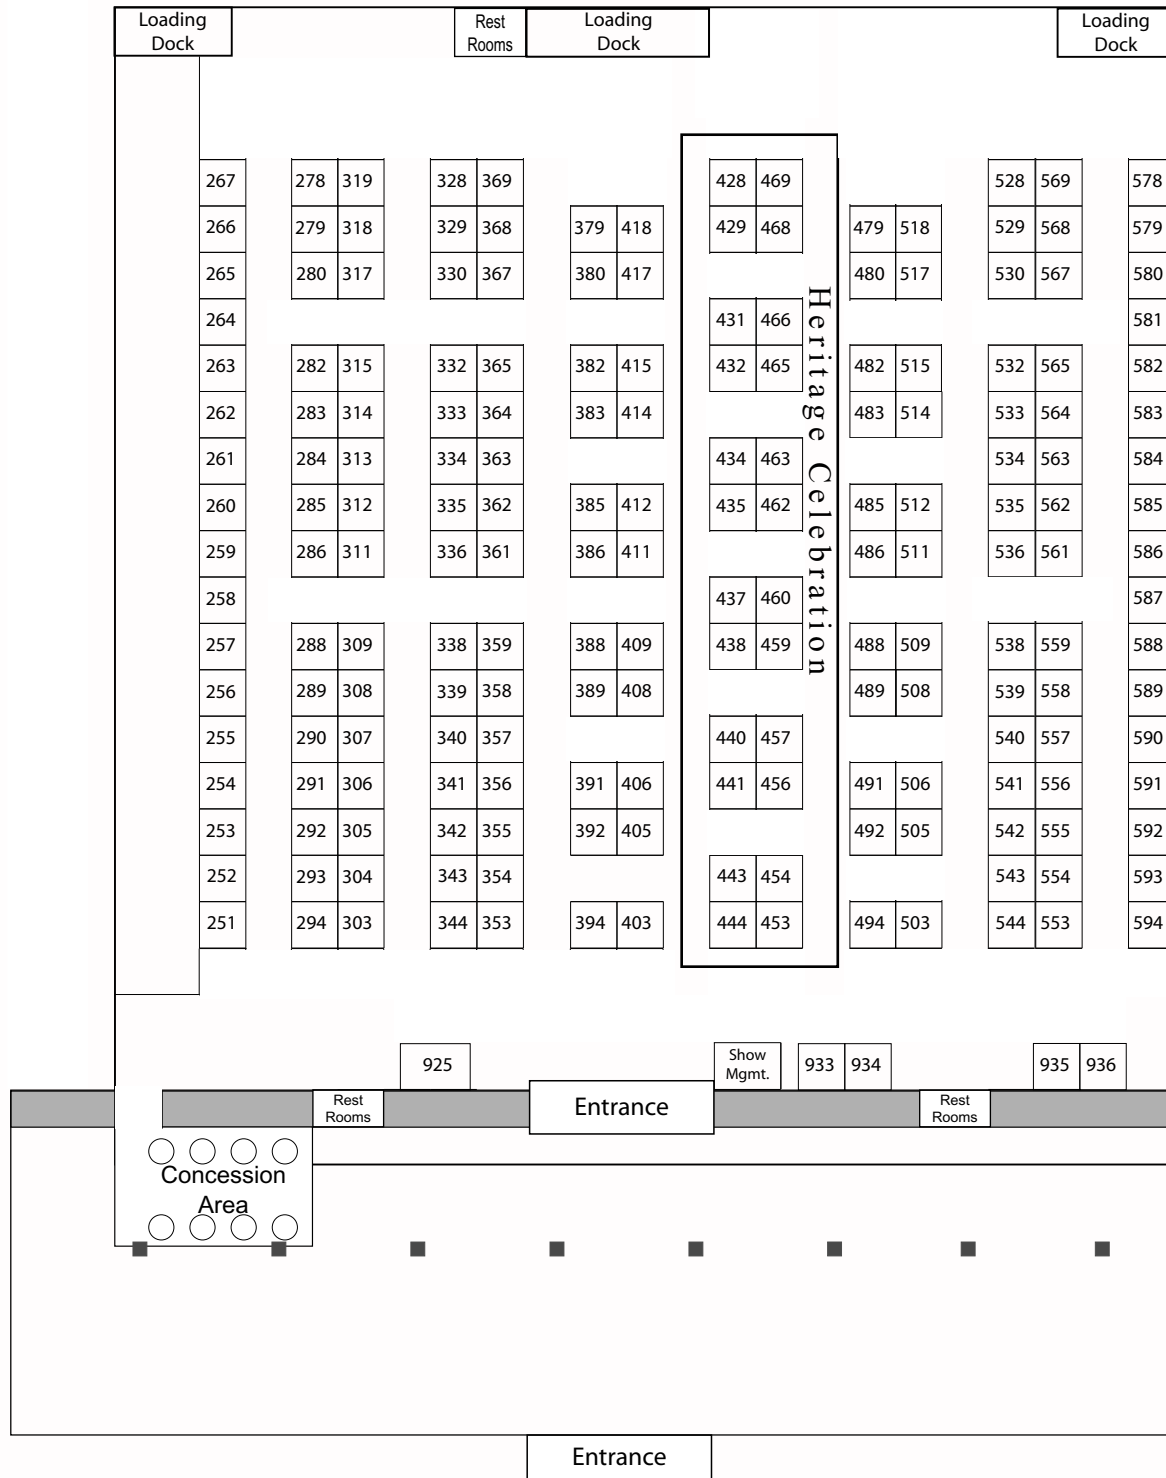 Loading
Dock
Rest
Rooms
Loading
Dock
Loading
Dock
267 278 319 328 369 428 469 528 569 578
266 279 318 329 368 379 418 429 468 479 518 529 568 579
265 280 317 330 367 380 417 480 517 530 567 580
264 431 466 581
263 282 315 332 365 382 415 432 465 482 515 532 565 582
262 283 314 333 364 383 414 483 514 533 564 583
261 284 313 334 363 434 463 534 563 584
260 285 312 335 362 385 412 435 462 485 512 535 562 585
259 286 311 336 361 386 411 486 511 536 561 586
258 437 460 587
257 288 309 338 359 388 409 438 459 488 509 538 559 588
256 289 308 339 358 389 408 489 508 539 558 589
255 290 307 340 357 440 457 540 557 590
254 291 306 341 356 391 406 441 456 491 506 541 556 591
253 292 305 342 355 392 405 492 505 542 555 592
252 293 304 343 354 443 454 543 554 593
251 294 303 344 353 394 403 444 453 494 503 544 553 594
Heritage Celebration
925
Show
Mgmt.
933 934 935 936
Rest
Rooms
Entrance
Rest
Rooms
Concession
Area
Entrance